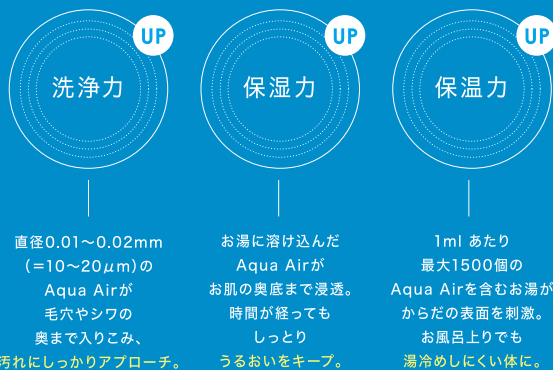 UP
洗浄力
直径0.01〜0.02mm
(=10〜20μm)の
Aqua Airが
毛穴やシワの
奥まで入りこみ、
汚れにしっかりアプローチ。
UP
保湿力
お湯に溶け込んだ
Aqua Airが
お肌の奥底まで浸透。
時間が経っても
しっとり
うるおいをキープ。
UP
保温力
1ml あたり
最大1500個の
Aqua Airを含むお湯が
からだの表面を刺激。
お風呂上りでも
湯冷めしにくい体に。